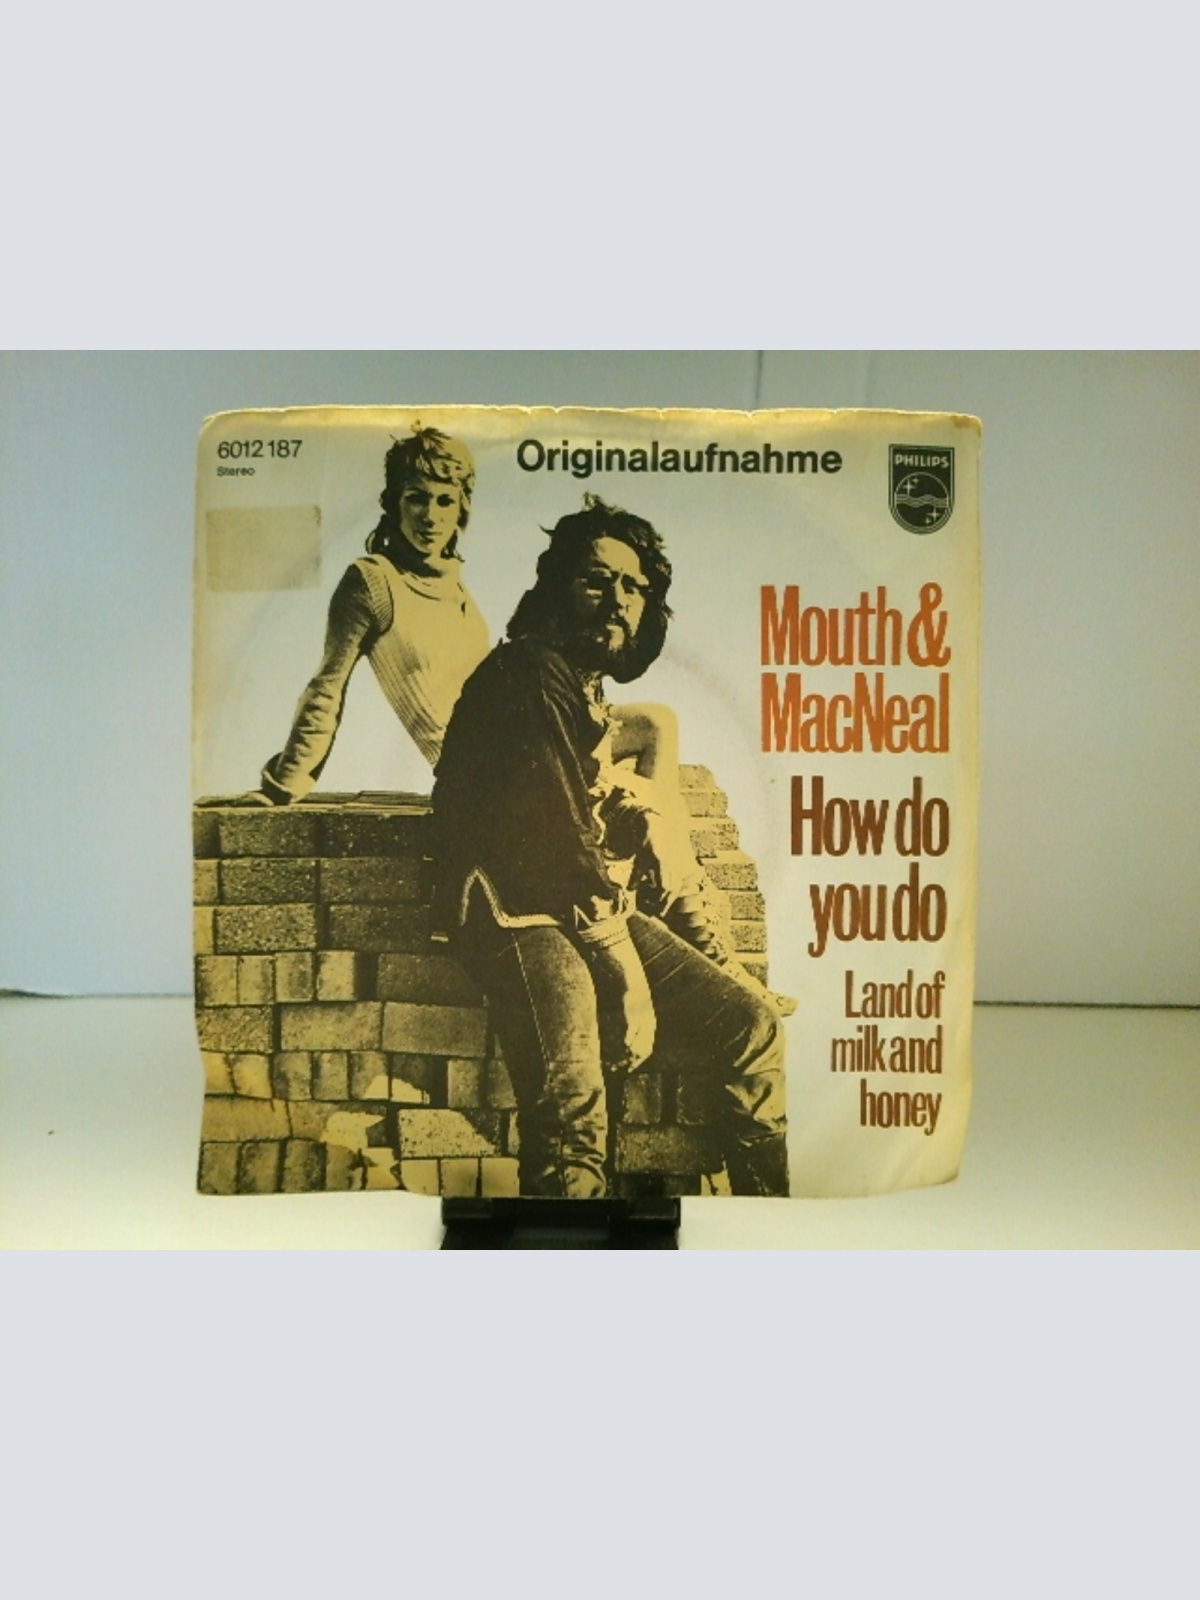 6012 187
Stereo
Originalaufnahme
PHILIPS
Mouth &
MacNeal
How do
you do
Land of
milk and
honey